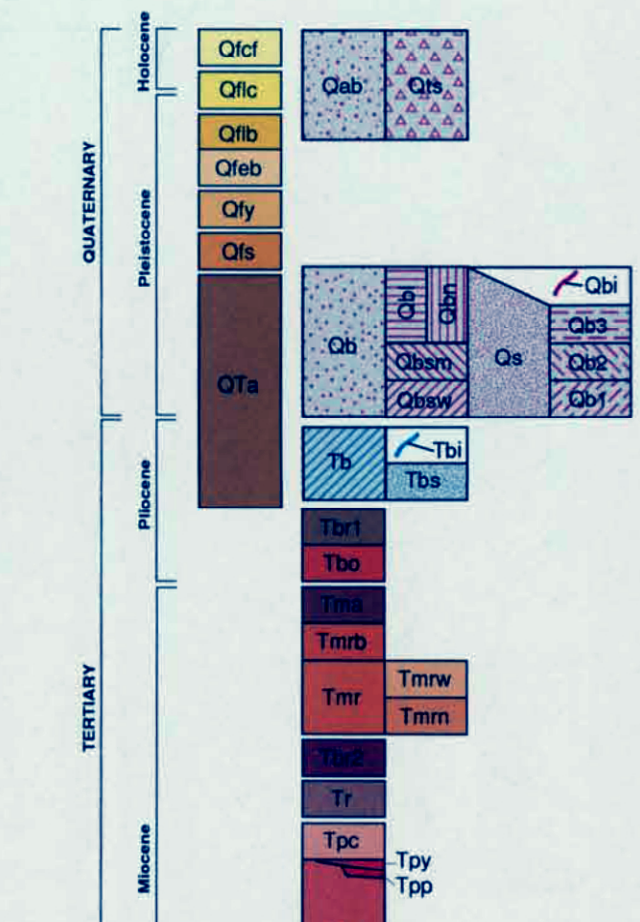 QUATERNARY
Holocene
Pleistocene
TERTIARY
Pliocene
Miocene
Qfcf
Qflc
Qflb
Qfeb
Qfy
Qfs
QTa
Qab
Qts
Qb
Qbl
Qbn
Qbsm
Qbsw
Qs
Qbi
Qb3
Qb2
Qb1
Tb
Tbi
Tbs
Tbr1
Tbo
Tma
Tmrb
Tmr
Tmrw
Tmrn
Tbr2
Tr
Tpc
Tpy
Tpp